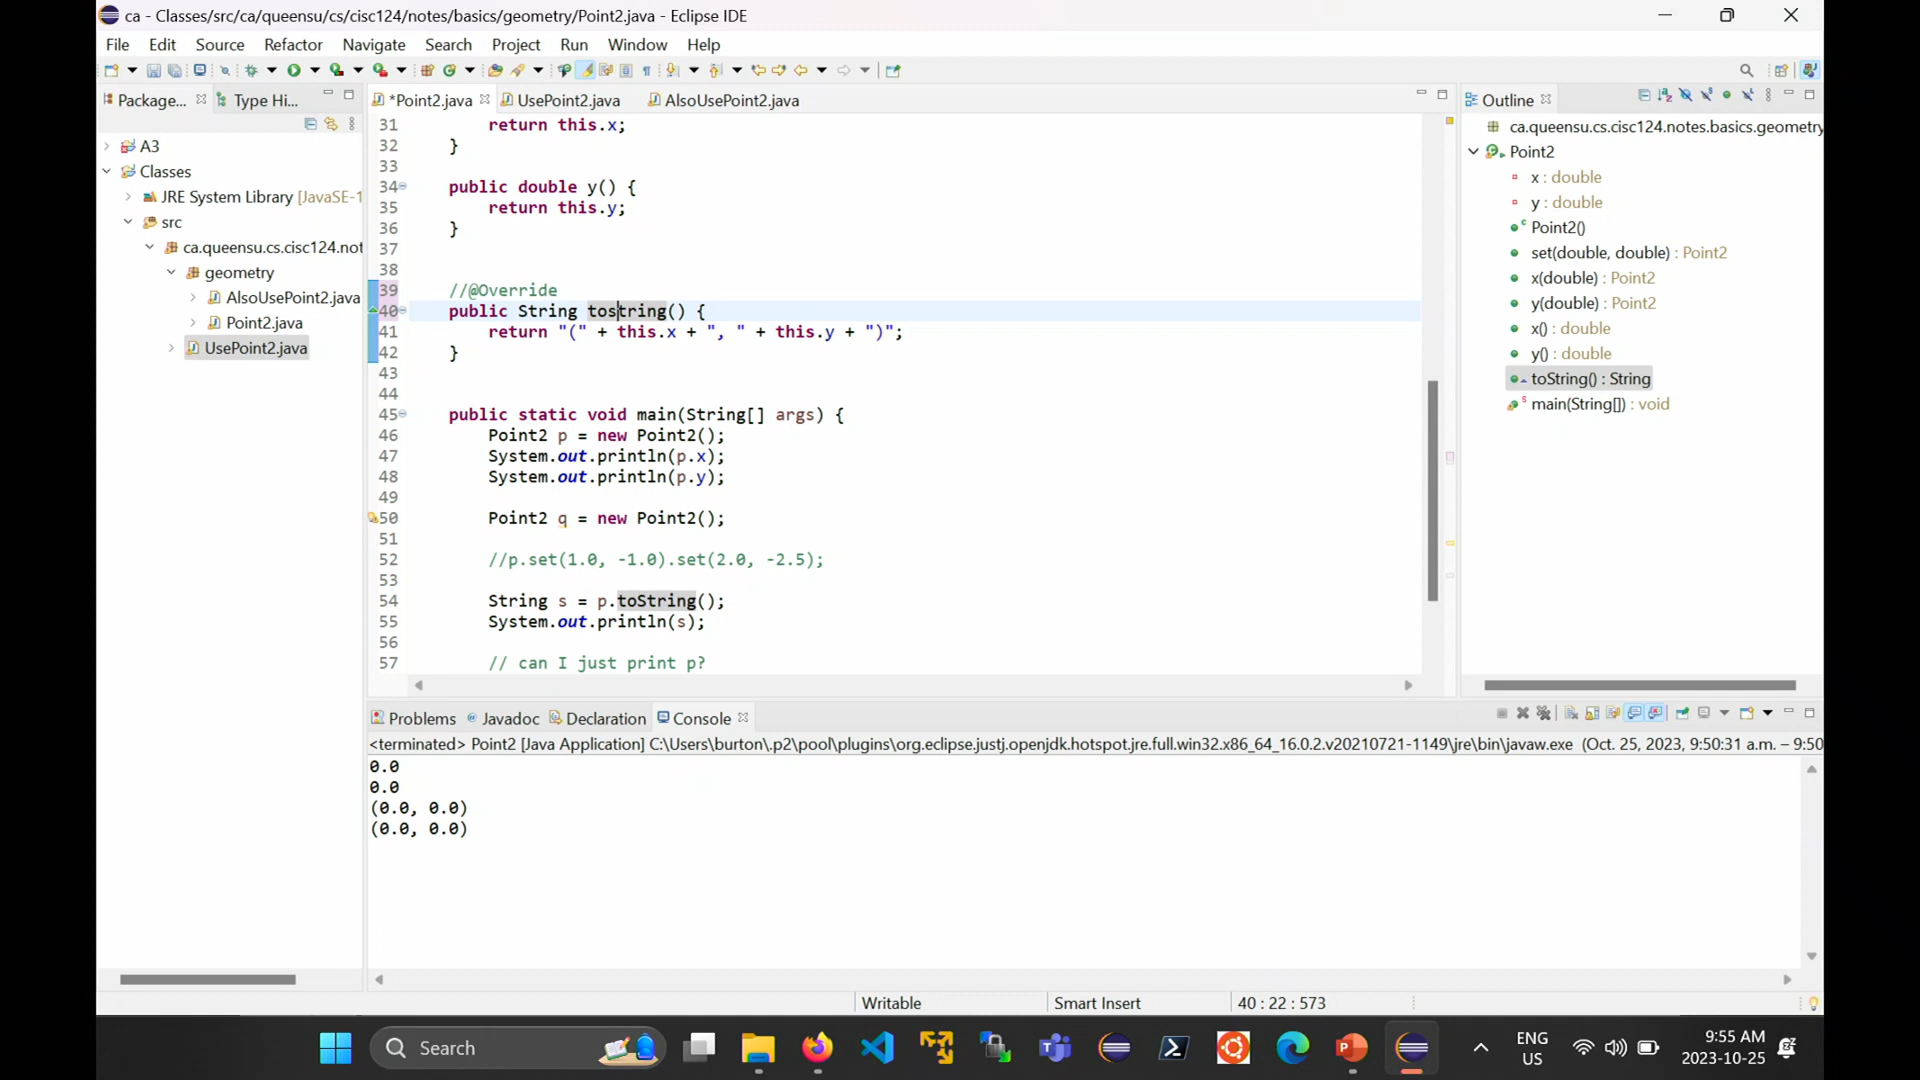 ca - Classes/src/ca/queensu/cs/cisc124/notes/basics/geometry/Point2.java - Eclipse IDE
File Edit Source Refactor Navigate Search Project Run Window Help
Package... Type Hi...
*Point2.java UsePoint2.java AlsoUsePoint2.java
Outline
A3
Classes
JRE System Library [JavaSE-1
src
ca.queensu.cs.cisc124.not
geometry
AlsoUsePoint2.java
Point2.java
UsePoint2.java
31 return this.x;
32 }
33
34 public double y() {
35 return this.y;
36 }
37
38
39 //@Override
40 public String tostring() {
41 return "(" + this.x + ", " + this.y + ")";
42 }
43
44
45 public static void main(String[] args) {
46 Point2 p = new Point2();
47 System.out.println(p.x);
48 System.out.println(p.y);
49
50 Point2 q = new Point2();
51
52 //p.set(1.0, -1.0).set(2.0, -2.5);
53
54 String s = p.toString();
55 System.out.println(s);
56
57 // can I just print p?
ca.queensu.cs.cisc124.notes.basics.geometry
Point2
x : double
y : double
Point2()
set(double, double) : Point2
x(double) : Point2
y(double) : Point2
x() : double
y() : double
toString() : String
main(String[]) : void
Problems Javadoc Declaration Console
<terminated> Point2 [Java Application] C:\Users\burton\.p2\pool\plugins\org.eclipse.justj.openjdk.hotspot.jre.full.win32.x86_64_16.0.2.v20210721-1149\jre\bin\javaw.exe (Oct. 25, 2023, 9:50:31 a.m. – 9:50
0.0
0.0
(0.0, 0.0)
(0.0, 0.0)
Writable Smart Insert 40 : 22 : 573
Search
ENG
US
9:55 AM
2023-10-25